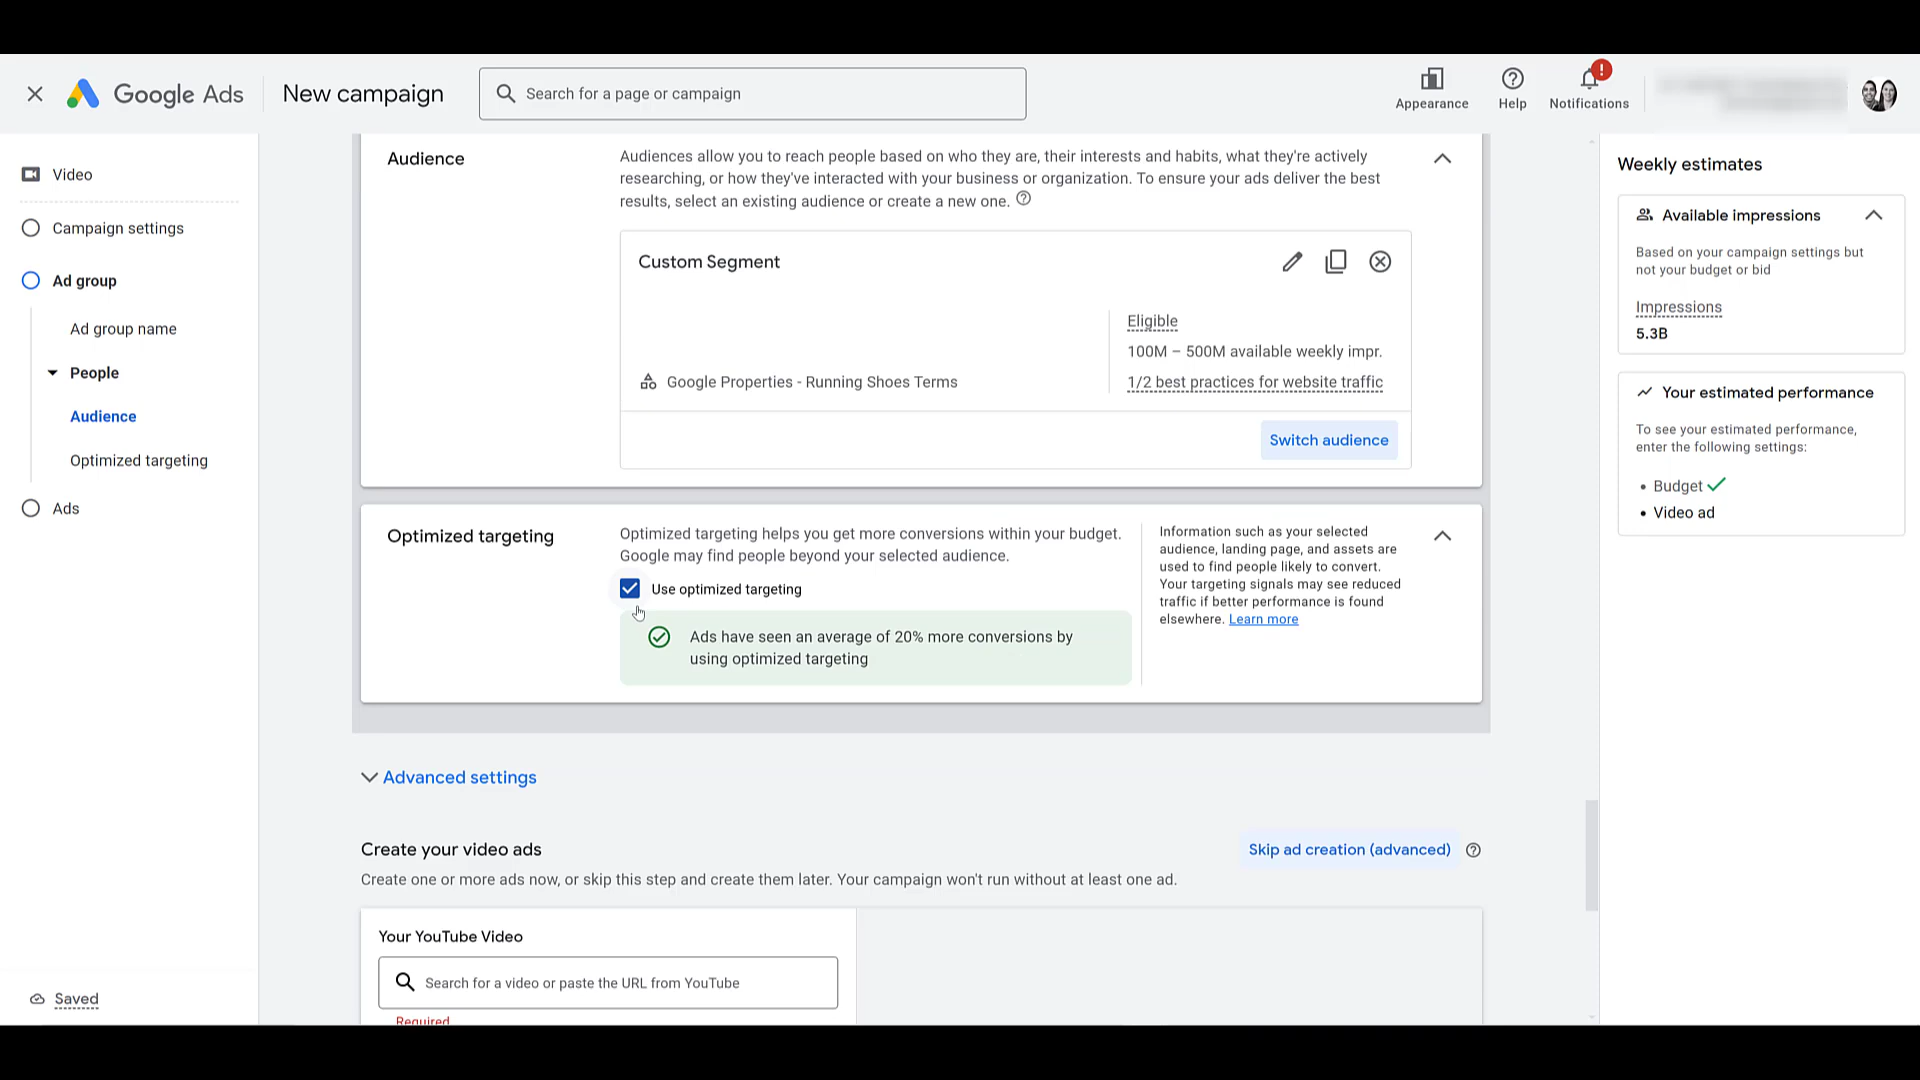 Google Ads
New campaign
Search for a page or campaign
Appearance
Help
!
Notifications
Video
Campaign settings
Ad group
Ad group name
People
Audience
Optimized targeting
Ads
Saved
Audience
Audiences allow you to reach people based on who they are, their interests and habits, what they're actively
researching, or how they've interacted with your business or organization. To ensure your ads deliver the best
results, select an existing audience or create a new one.
Custom Segment
Google Properties - Running Shoes Terms
Eligible
100M – 500M available weekly impr.
1/2 best practices for website traffic
Switch audience
Optimized targeting
Optimized targeting helps you get more conversions within your budget.
Google may find people beyond your selected audience.
Use optimized targeting
Ads have seen an average of 20% more conversions by
using optimized targeting
Information such as your selected
audience, landing page, and assets are
used to find people likely to convert.
Your targeting signals may see reduced
traffic if better performance is found
elsewhere. Learn more
Advanced settings
Create your video ads
Skip ad creation (advanced)
Create one or more ads now, or skip this step and create them later. Your campaign won't run without at least one ad.
Your YouTube Video
Search for a video or paste the URL from YouTube
Required
Weekly estimates
Available impressions
Based on your campaign settings but
not your budget or bid
Impressions
5.3B
Your estimated performance
To see your estimated performance,
enter the following settings:
• Budget
• Video ad